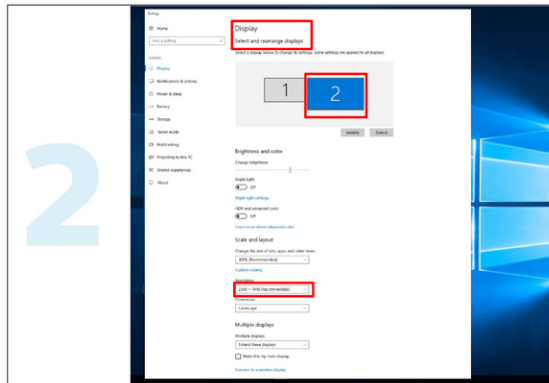 2
Settings
Home
Find a setting
SYSTEM
Display
Notifications & actions
Power & sleep
Battery
Storage
Tablet mode
Multitasking
Projecting to this PC
Shared experiences
About
Display
Select and rearrange displays
Select a display below to change its settings. Some settings are applied to all displays.
1
2
Identify
Detect
Brightness and color
Change brightness
Night light
Off
Night light settings
HDR and advanced color
Off
Learn more about advanced color
Scale and layout
Change the size of text, apps, and other items
(Recommended)
Custom scaling
Resolution
(Recommended)
Orientation
Landscape
Multiple displays
Multiple displays
Extend these displays
Make this my main display
Connect to a wireless display